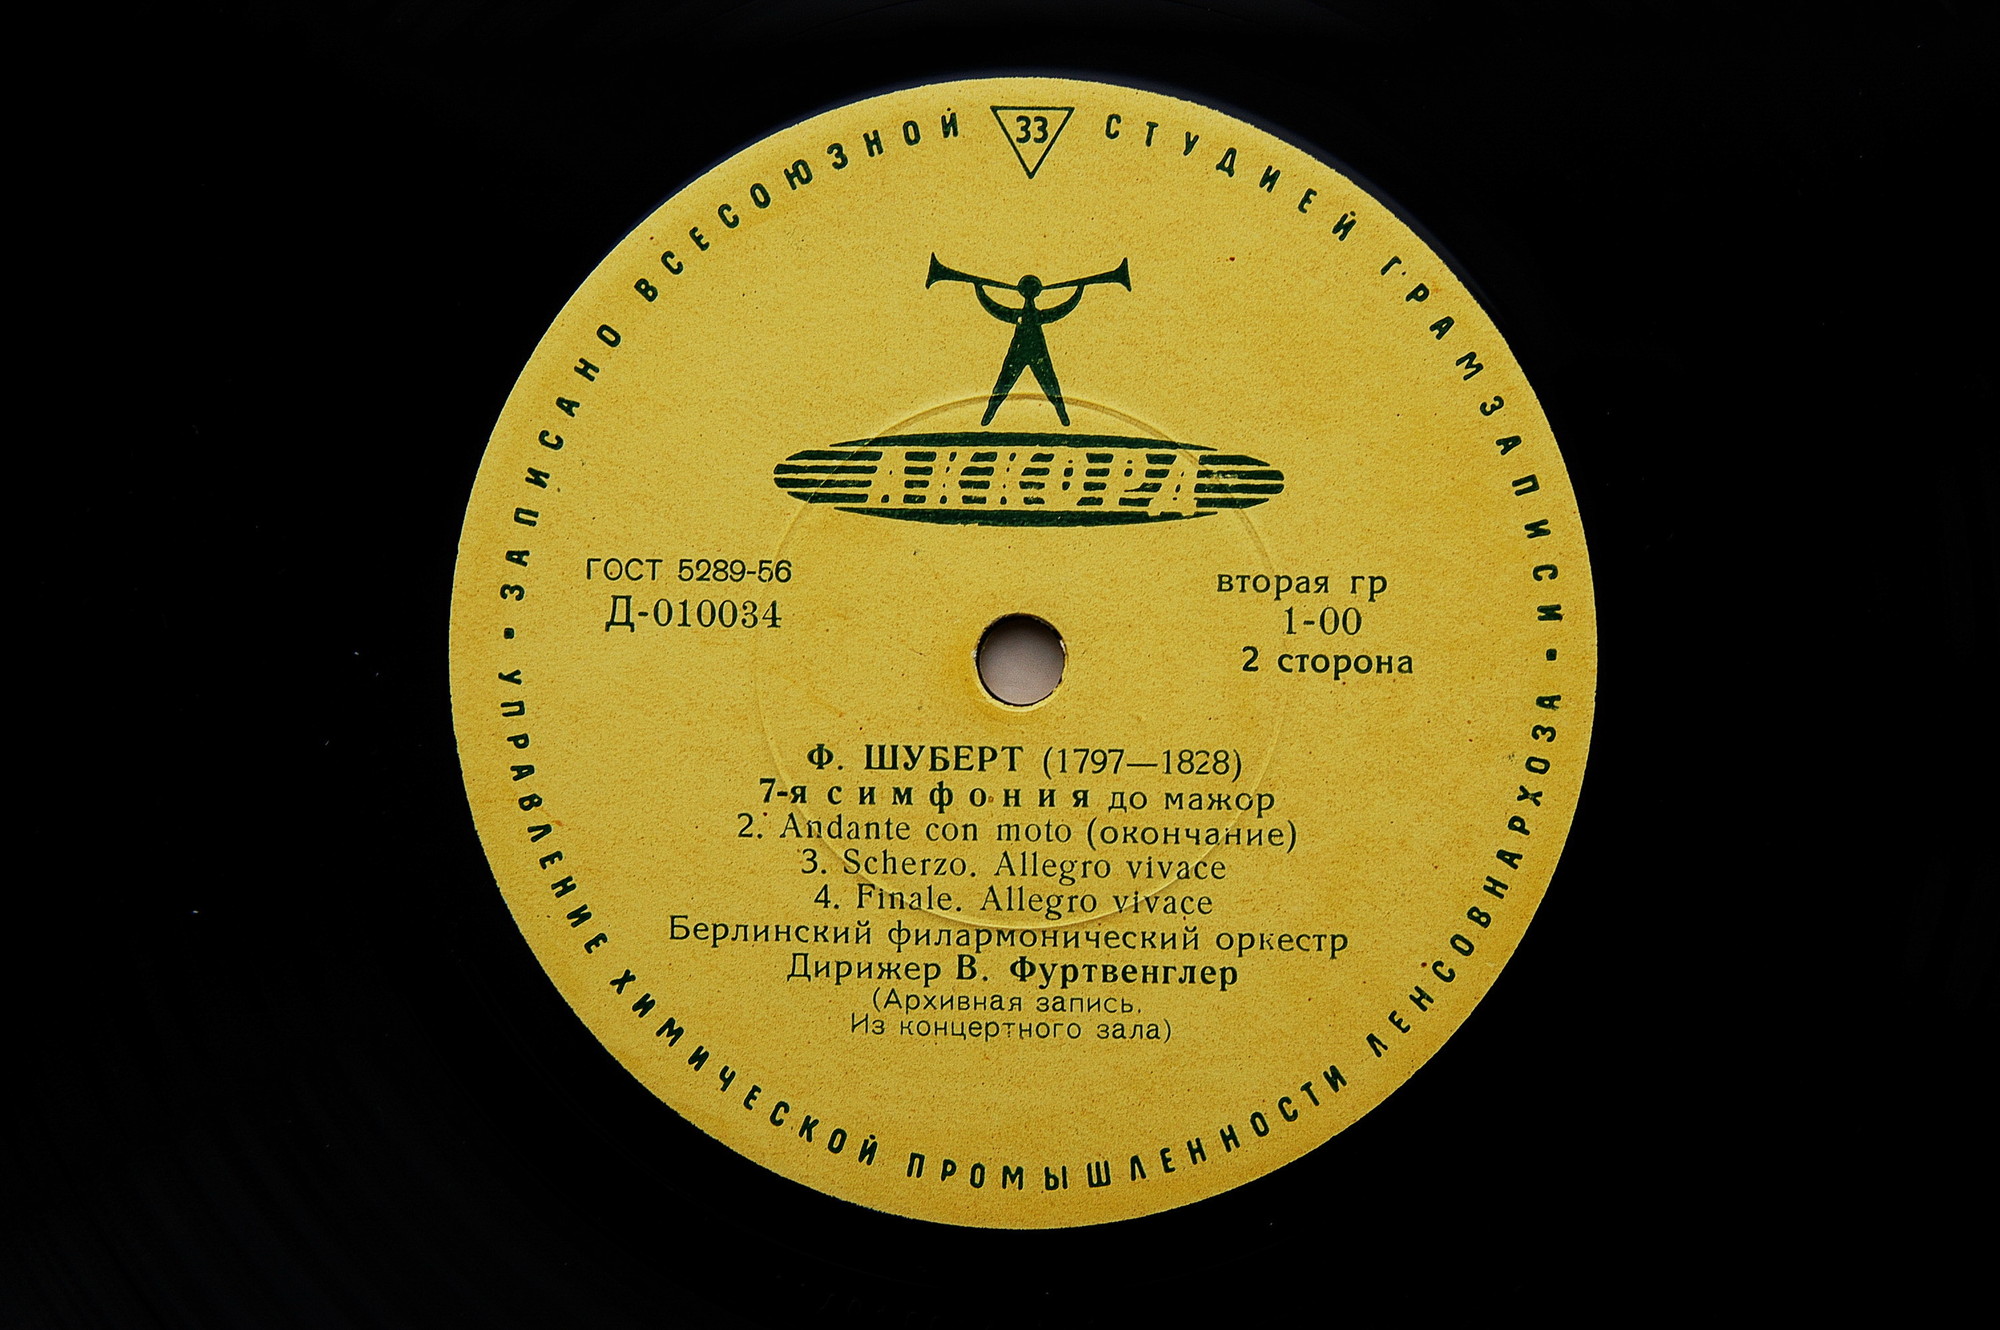 ЗАПИСАНО ВСЕСОЮЗНОЙ 33 СТУДИЕЙ ГРАМЗАПИСИ •
АККОРД
ГОСТ 5289-56
Д-010034
вторая гр
1-00
2 сторона
Ф. ШУБЕРТ (1797—1828)
7-я симфония до мажор
2. Andante con moto (окончание)
3. Scherzo. Allegro vivace
4. Finale. Allegro vivace
Берлинский филармонический оркестр
Дирижер В. Фуртвенглер
(Архивная запись.
Из концертного зала)
• УПРАВЛЕНИЕ ХИМИЧЕСКОЙ ПРОМЫШЛЕННОСТИ ЛЕНСОВНАРХОЗА